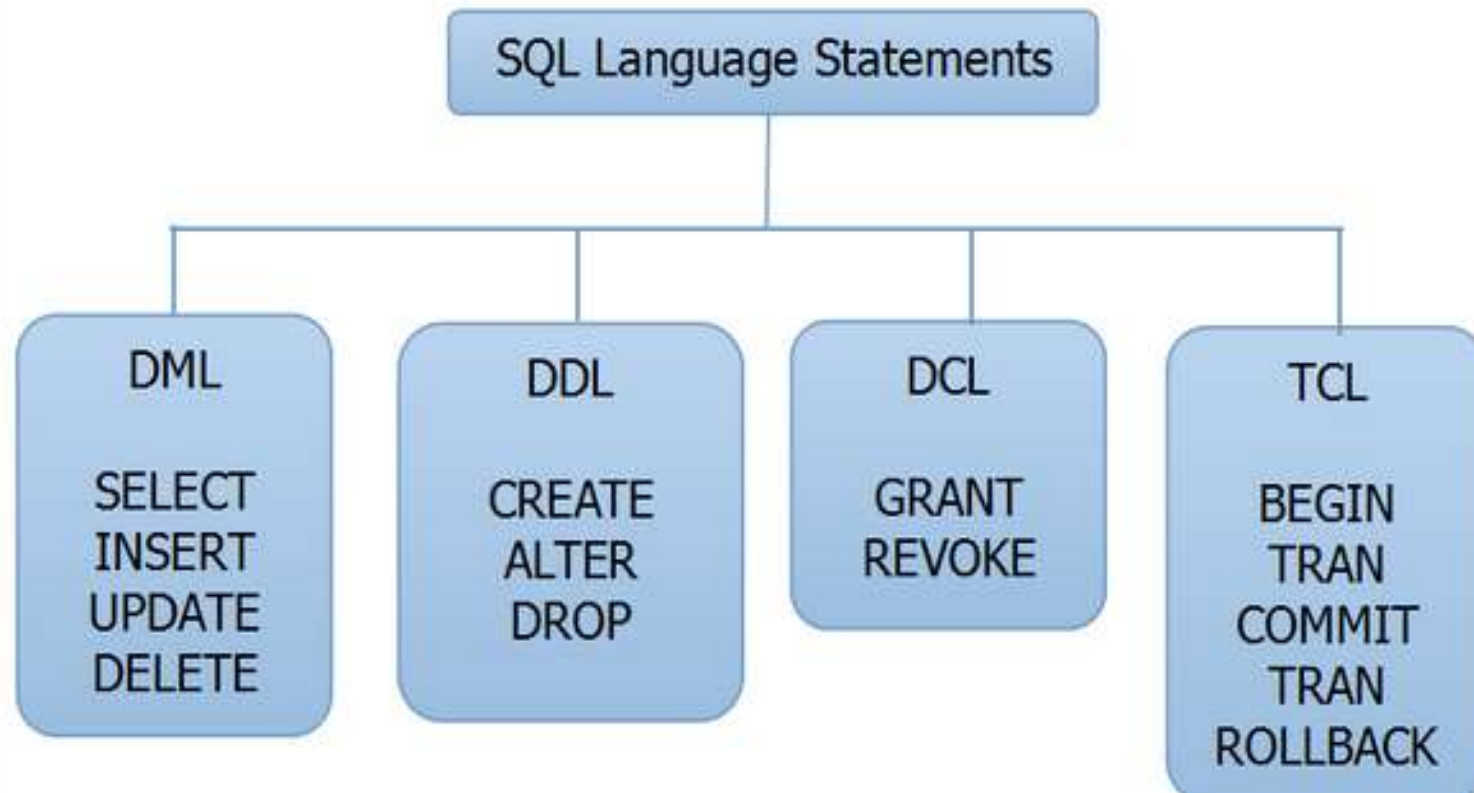 SQL Language Statements
DML
SELECT
INSERT
UPDATE
DELETE
DDL
CREATE
ALTER
DROP
DCL
GRANT
REVOKE
TCL
BEGIN
TRAN
COMMIT
TRAN
ROLLBACK